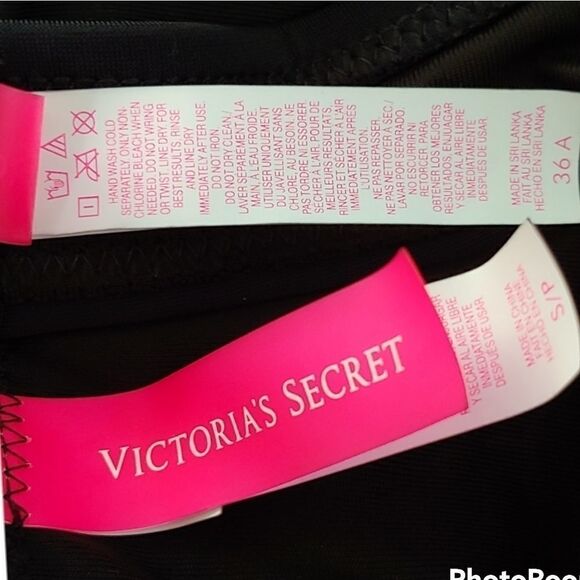 HAND WASH COLD
SEPARATELY. ONLY NON-
CHLORINE BLEACH WHEN
NEEDED. DO NOT WRING
OR TWIST. LINE DRY FOR
BEST RESULTS. RINSE
AND LINE DRY
IMMEDIATELY AFTER USE.
DO NOT IRON.
DO NOT DRY CLEAN /
LAVER SEPAREMENT A LA
MAIN, A L'EAU FROIDE.
UTILISER SEULEMENT
DU JAVELLISANT SANS
CHLORE, AU BESOIN. NE
PAS TORDRE NI ESSORER.
SECHER A L'AIR POUR DE
MEILLEURS RESULTATS.
RINCER ET SECHER A L'AIR
IMMEDIATEMENT APRES
L'UTILISATION.
NE PAS REPASSER.
NE PAS NETTOYER A SEC /
LAVAR POR SEPARADO
NO ESCURRIR NI
RETORCER PARA
OBTENER MEJORES
RESULTADOS ENJUAGAR
Y SECAR AL AIRE LIBRE
INMEDIATAMENTE
DESPUES DE USAR.
MADE IN SRI LANKA
FAIT AU SRI LANKA
HECHO EN SRI LANKA
36 A
VICTORIA'S SECRET
Y SECAR AL AIRE LIBRE
INMEDIATAMENTE
DESPUÉS DE USAR.
MADE IN CHINA
FAIT EN CHINE
HECHO EN CHINA
S/P
PhotoRoo